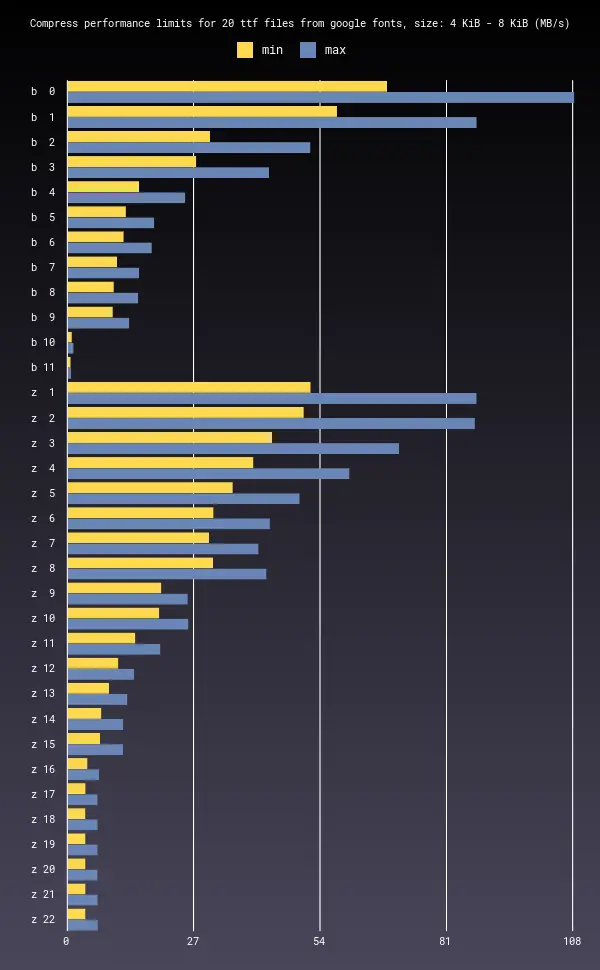 Compress performance limits for 20 ttf files from google fonts, size: 4 KiB - 8 KiB (MB/s)
min max
b 0
b 1
b 2
b 3
b 4
b 5
b 6
b 7
b 8
b 9
b 10
b 11
z 1
z 2
z 3
z 4
z 5
z 6
z 7
z 8
z 9
z 10
z 11
z 12
z 13
z 14
z 15
z 16
z 17
z 18
z 19
z 20
z 21
z 22
0 27 54 81 108